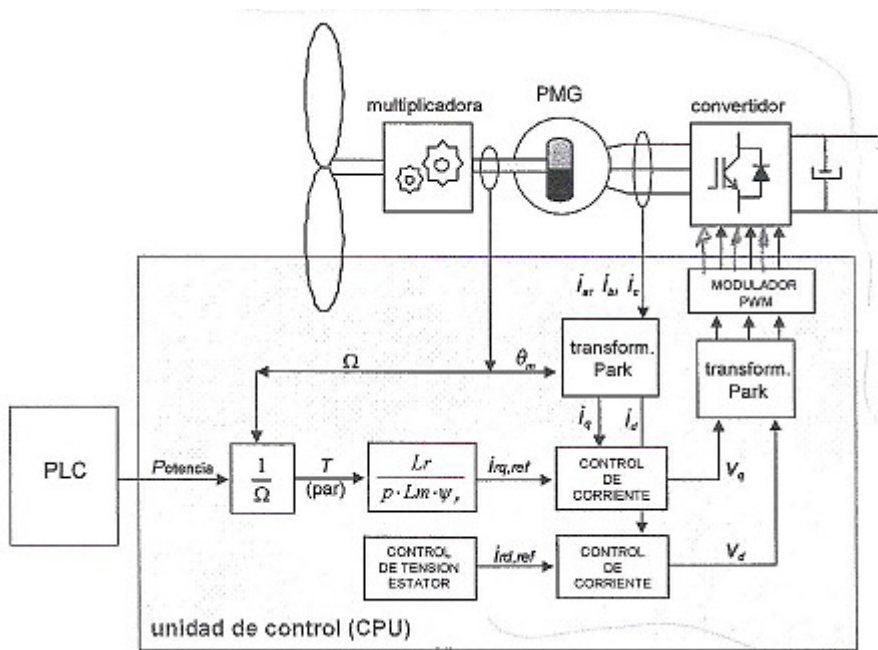 multiplicadora
PMG
convertidor
i_a, i_b, i_c
MODULADOR
PWM
transform.
Park
transform.
Park
Ω
θ_m
i_q
i_d
PLC
Potencia
1
Ω
T
(par)
Lr
p · Lm · ψ_r
i_rq,ref
CONTROL
DE
CORRIENTE
V_q
CONTROL
DE TENSION
ESTATOR
i_rd,ref
CONTROL
DE
CORRIENTE
V_d
unidad de control (CPU)